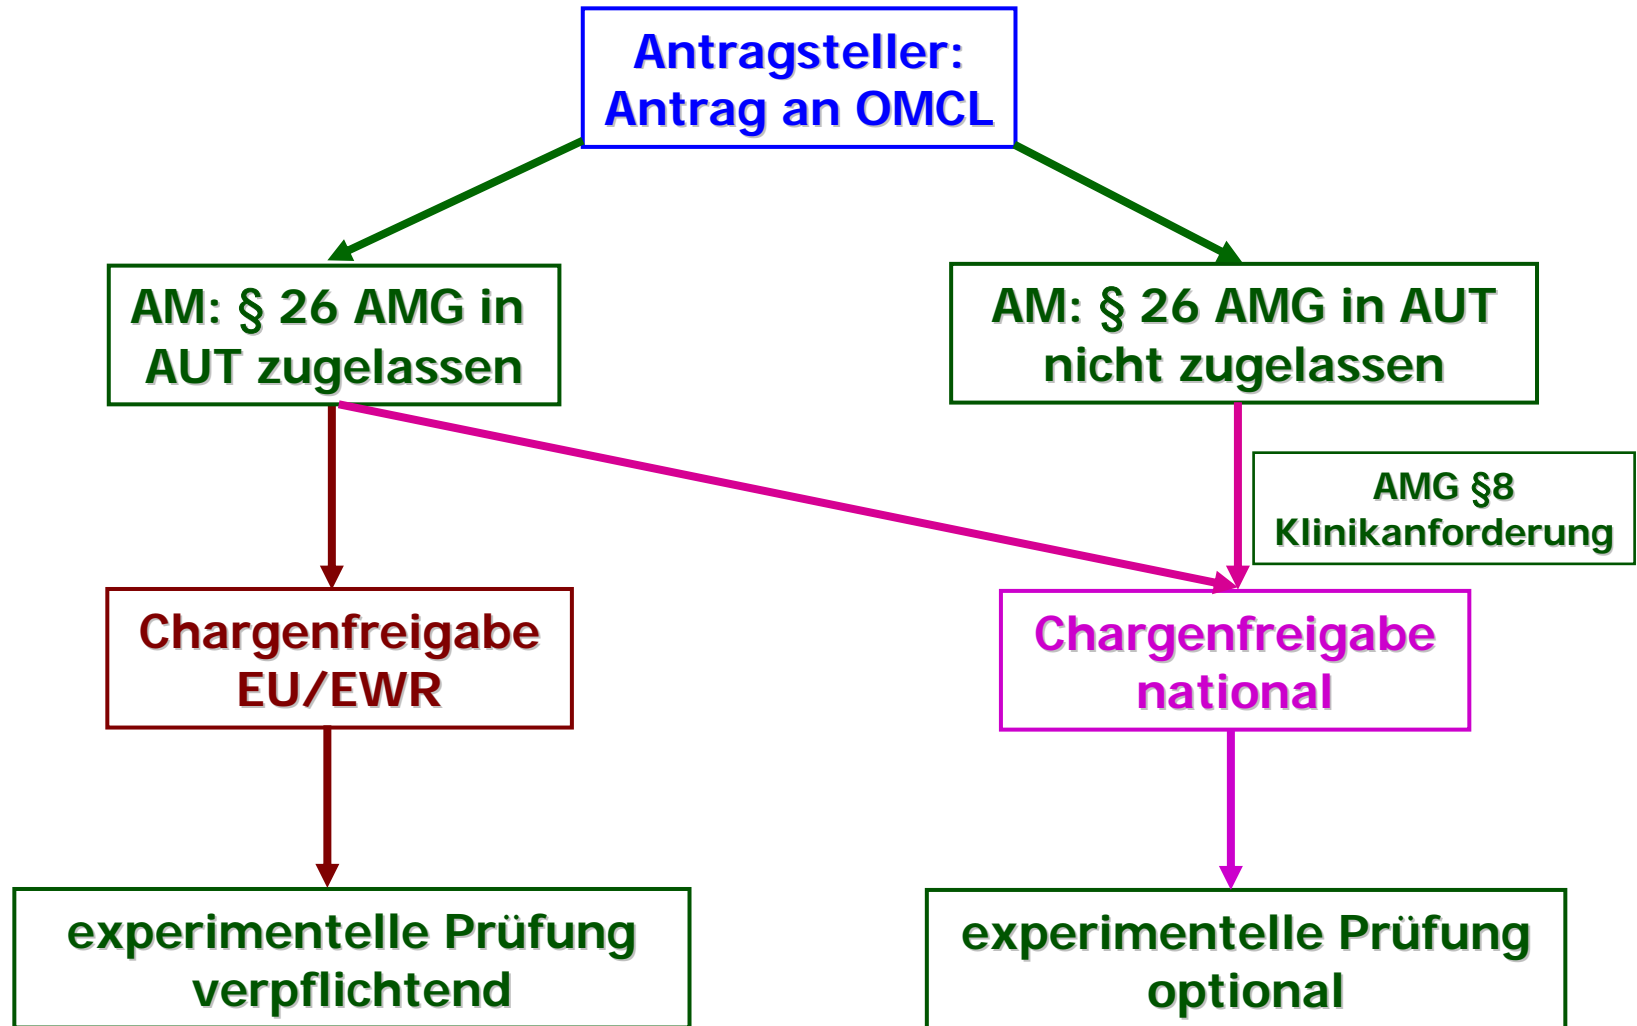 Antragsteller:
Antrag an OMCL
AM: § 26 AMG in
AUT zugelassen
AM: § 26 AMG in AUT
nicht zugelassen
AMG §8
Klinikanforderung
Chargenfreigabe
EU/EWR
Chargenfreigabe
national
experimentelle Prüfung
verpflichtend
experimentelle Prüfung
optional